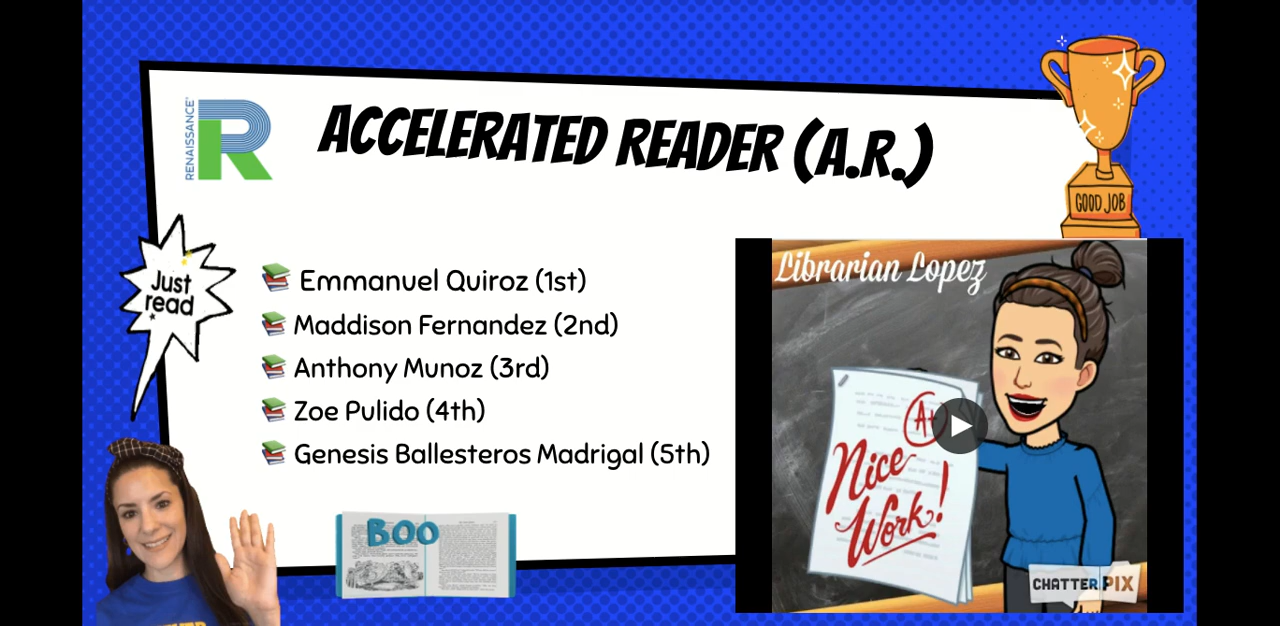 RENAISSANCE®
ACCELERATED READER (A.R.)
GOOD JOB
Just
read
Emmanuel Quiroz (1st)
Maddison Fernandez (2nd)
Anthony Munoz (3rd)
Zoe Pulido (4th)
Genesis Ballesteros Madrigal (5th)
BOO
Librarian Lopez
A+
Nice
Work!
CHATTER PIX